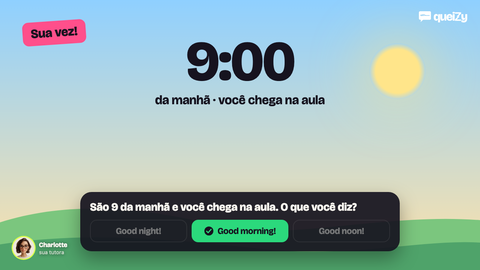 Sua vez!
queiZy
9:00
da manhã · você chega na aula
São 9 da manhã e você chega na aula. O que você diz?
Good night!
Good morning!
Good noon!
Charlotte
sua tutora